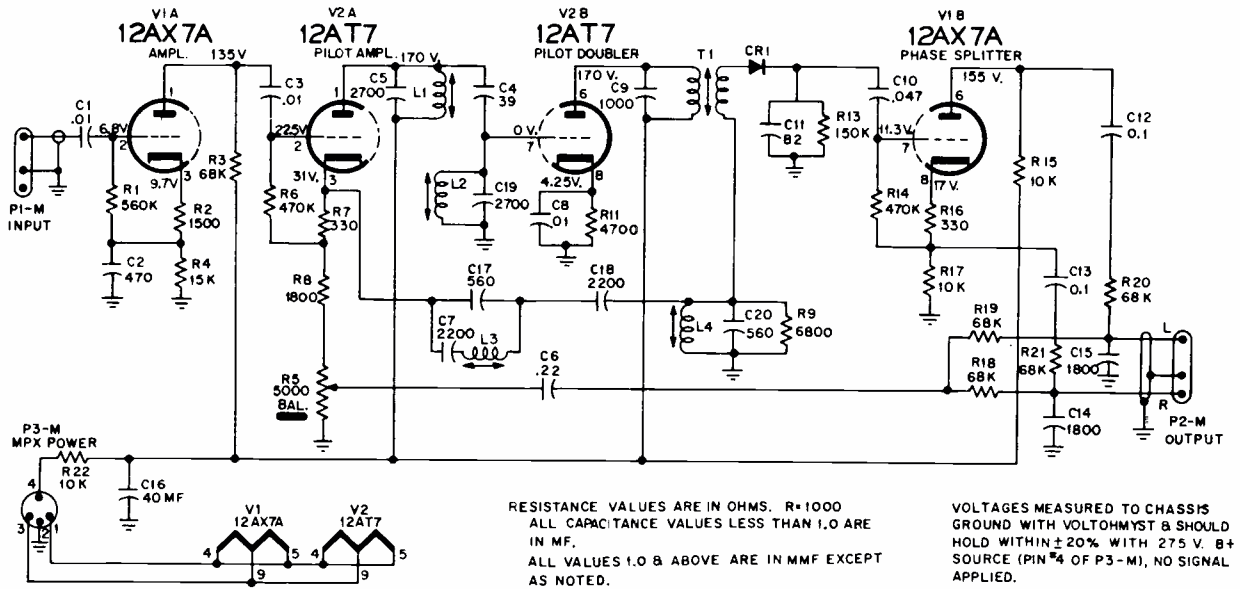 V1A
12AX7A
AMPL.
135V
1
6.8V
2
3
9.7V
C1
.01
P1-M
INPUT
R1
560K
R2
1500
C2
470
R4
15K
R3
68K
C3
.01
V2A
12AT7
PILOT AMPL.
170 V.
1
22.5V
2
3
31V.
C5
2700
L1
R6
470K
R7
330
R8
1800
R5
5000
BAL.
C4
39
L2
C19
2700
V2B
12AT7
PILOT DOUBLER
170 V.
6
0V.
7
4.25V.
8
C8
.01
R11
4700
C9
1000
T1
CR1
C11
82
R13
150K
C10
.047
C17
560
C18
2200
C7
2200
L3
C6
.22
L4
C20
560
R9
6800
V1B
12AX7A
PHASE SPLITTER
155 V.
6
11.3V
7
8
17V.
R14
470K
R16
330
R17
10K
R15
10K
C12
0.1
C13
0.1
R20
68K
R19
68K
R21
68K
R18
68K
C15
1800
C14
1800
L
R
P2-M
OUTPUT
P3-M
MPX POWER
4
3
2
1
R22
10K
C16
40MF
V1
12AX7A
4
5
9
V2
12AT7
4
5
9
RESISTANCE VALUES ARE IN OHMS. R=1000
ALL CAPACITANCE VALUES LESS THAN 1.0 ARE
IN MF.
ALL VALUES 1.0 & ABOVE ARE IN MMF EXCEPT
AS NOTED.
VOLTAGES MEASURED TO CHASSIS
GROUND WITH VOLTOHMYST & SHOULD
HOLD WITHIN ±20% WITH 275 V. B+
SOURCE (PIN #4 OF P3-M), NO SIGNAL
APPLIED.